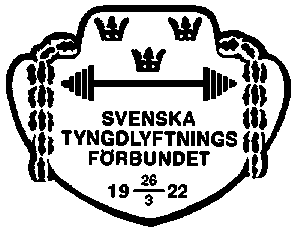 SVENSKA
TYNGDLYFTNINGS
FÖRBUNDET
19 26/3 22